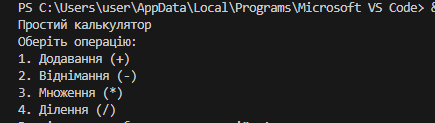 PS C:\Users\user\AppData\Local\Programs\Microsoft VS Code> &
Простий калькулятор
Оберіть операцію:
1. Додавання (+)
2. Віднімання (-)
3. Множення (*)
4. Ділення (/)